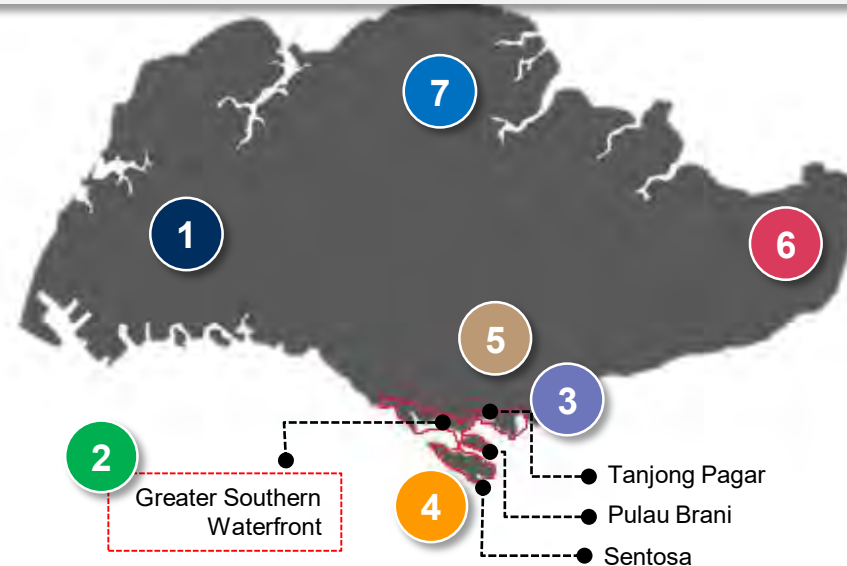 7
1
6
5
3
2
Greater Southern
Waterfront
4
Tanjong Pagar
Pulau Brani
Sentosa